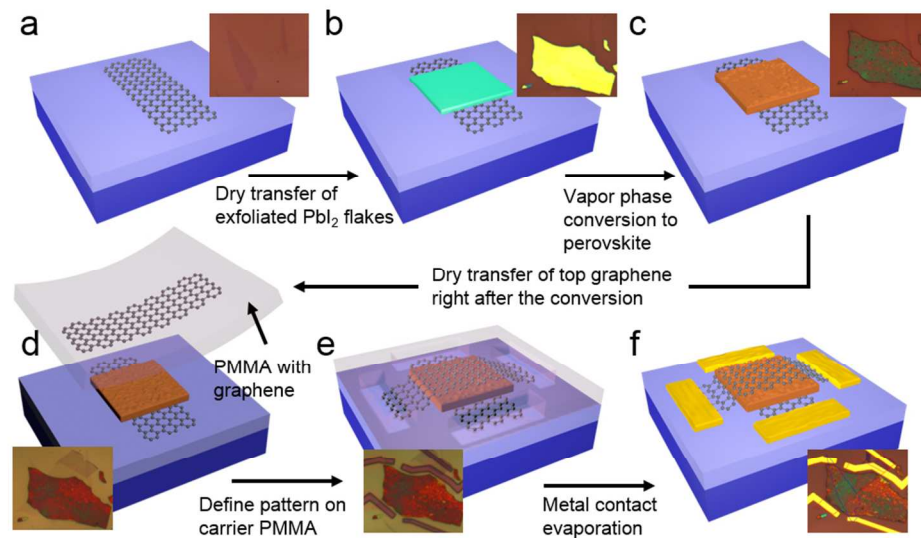 a
b
c
Dry transfer of
exfoliated PbI₂ flakes
Vapor phase
conversion to
perovskite
Dry transfer of top graphene
right after the conversion
d
PMMA with
graphene
e
f
Define pattern on
carrier PMMA
Metal contact
evaporation